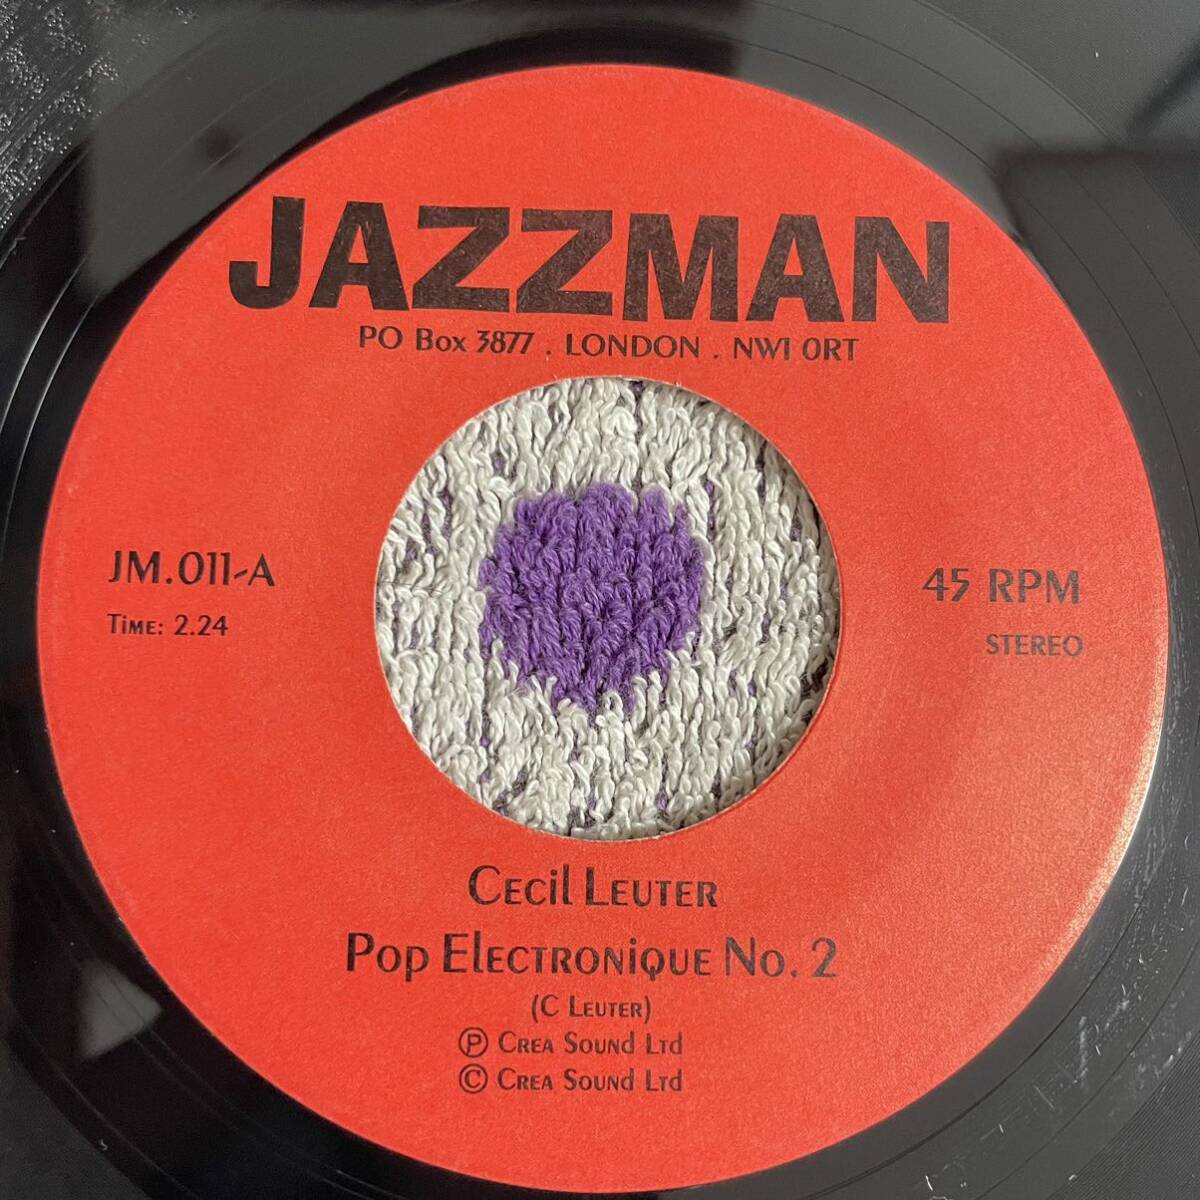 JAZZMAN
PO Box 3877 . LONDON . NW1 0RT
JM.011-A
Time: 2.24
45 RPM
STEREO
Cecil Leuter
Pop Electronique No. 2
(C Leuter)
Ⓟ Crea Sound Ltd
© Crea Sound Ltd